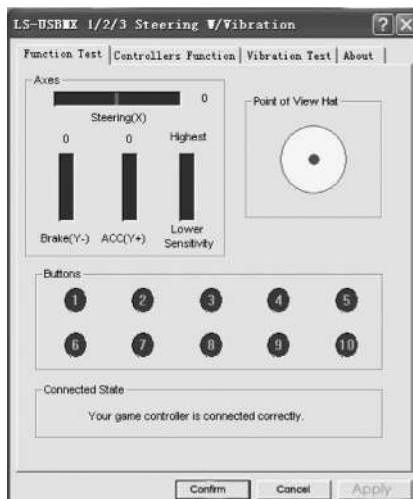 LS-USBMX 1/2/3 Steering W/Vibration
Function Test Controllers Function Vibration Test About
Axes
0
Steering(X)
0 0 Highest
Brake(Y-) ACC(Y+) Lower
Sensitivity
Point of View Hat
Buttons
1 2 3 4 5
6 7 8 9 10
Connected State
Your game controller is connected correctly.
Confirm Cancel Apply